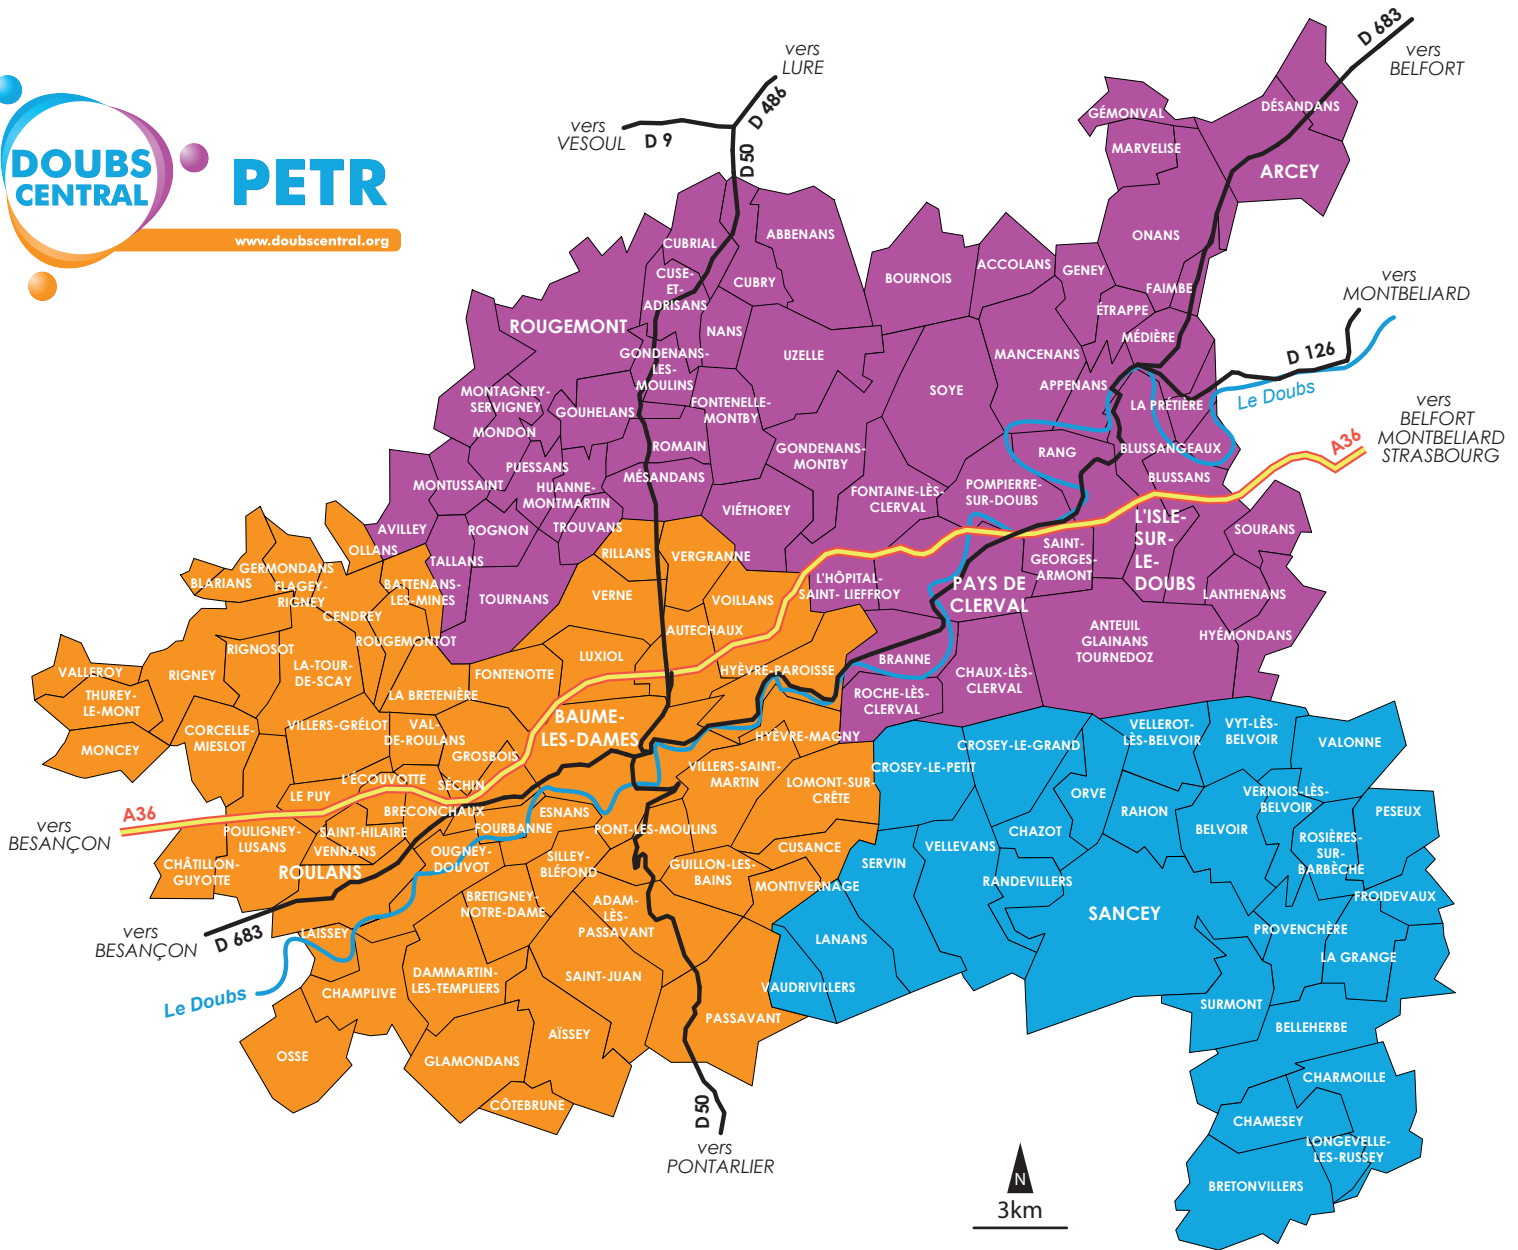 D 683
vers
BELFORT
vers
LURE
D 486
vers
VESOUL
D 9
D 50
DOUBS
CENTRAL
PETR
www.doubscentral.org
GÉMONVAL
DÉSANDANS
MARVELISE
ARCEY
ONANS
CUBRIAL
ABBENANS
CUSE-
ET-
ADRISANS
CUBRY
BOURNOIS
ACCOLANS
GENEY
FAIMBE
ÉTRAPPE
vers
MONTBELIARD
ROUGEMONT
NANS
MÉDIÈRE
GONDENANS-
LES-
MOULINS
UZELLE
MANCENANS
D 126
APPENANS
SOYE
Le Doubs
MONTAGNEY-
SERVIGNEY
GOUHELANS
FONTENELLE-
MONTBY
LA PRÉTIÈRE
vers
BELFORT
MONTBELIARD
STRASBOURG
A36
MONDON
ROMAIN
GONDENANS-
MONTBY
RANG
BLUSSANGEAUX
PUESSANS
MÉSANDANS
BLUSSANS
MONTUSSAINT
HUANNE-
MONTMARTIN
FONTAINE-LÈS-
CLERVAL
POMPIERRE-
SUR-DOUBS
VIÉTHOREY
AVILLEY
ROGNON
TROUVANS
L'ISLE-
SUR-
LE-
DOUBS
SOURANS
OLLANS
TALLANS
RILLANS
VERGRANNE
SAINT-
GEORGES-
ARMONT
GERMONDANS
BLARIANS
FLAGEY-
RIGNEY
BATTENANS-
LES-MINES
TOURNANS
VERNE
VOILLANS
L'HÔPITAL-
SAINT- LIEFFROY
PAYS DE
CLERVAL
LANTHENANS
CENDREY
AUTECHAUX
ANTEUIL
GLAINANS
TOURNEDOZ
HYÉMONDANS
ROUGEMONTOT
RIGNOSOT
LUXIOL
BRANNE
VALLEROY
RIGNEY
LA-TOUR-
DE-SCAY
FONTENOTTE
HYÈVRE-PAROISSE
CHAUX-LÈS-
CLERVAL
THUREY-
LE-MONT
LA BRETENIÈRE
ROCHE-LÈS-
CLERVAL
CORCELLE-
MIESLOT
VILLERS-GRÉLOT
VAL-
DE-ROULANS
BAUME-
LES-DAMES
HYÈVRE-MAGNY
VELLEROT-
LÈS-BELVOIR
VYT-LÈS-
BELVOIR
VALONNE
MONCEY
GROSBOIS
CROSEY-LE-GRAND
CROSEY-LE-PETIT
VILLERS-SAINT-
MARTIN
LOMONT-SUR-
CRÊTE
L'ÉCOUVOTTE
SÉCHIN
LE PUY
ORVE
VERNOIS-LÈS-
BELVOIR
RAHON
PESEUX
A36
BRECONCHAUX
ESNANS
vers
BESANÇON
POULIGNEY-
LUSANS
SAINT-HILAIRE
FOURBANNE
PONT-LES-MOULINS
CHAZOT
BELVOIR
VENNANS
OUGNEY-
DOUVOT
CUSANCE
VELLEVANS
ROSIÈRES-
SUR-
BARBÈCHE
CHÂTILLON-
GUYOTTE
ROULANS
SILLEY-
BLÉFOND
GUILLON-LES-
BAINS
SERVIN
MONTIVERNAGE
RANDEVILLERS
BRETIGNEY-
NOTRE-DAME
ADAM-
LÈS-
PASSAVANT
FROIDEVAUX
SANCEY
vers
BESANÇON
D 683
LAISSEY
LANANS
PROVENCHÈRE
LA GRANGE
DAMMARTIN-
LES-TEMPLIERS
SAINT-JUAN
VAUDRIVILLERS
CHAMPLIVE
Le Doubs
SURMONT
PASSAVANT
BELLEHERBE
OSSE
AÏSSEY
GLAMONDANS
CHARMOILLE
CÔTEBRUNE
D 50
CHAMESEY
vers
PONTARLIER
LONGEVELLE-
LES-RUSSEY
N
BRETONVILLERS
3km